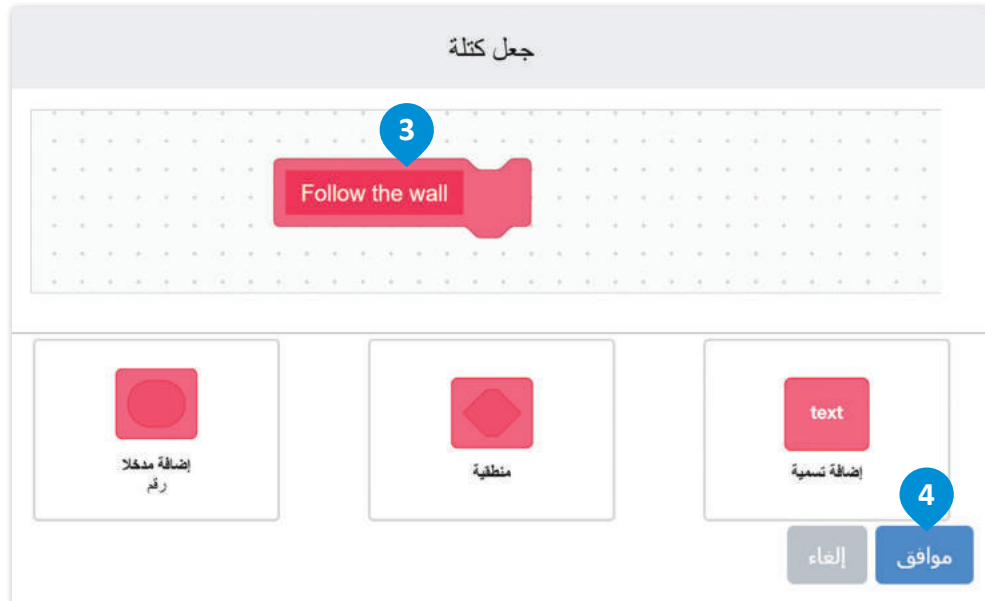 جعل كتلة
3
Follow the wall
text
إضافة تسمية
منطقية
إضافة مدخلا
رقم
4
موافق
إلغاء